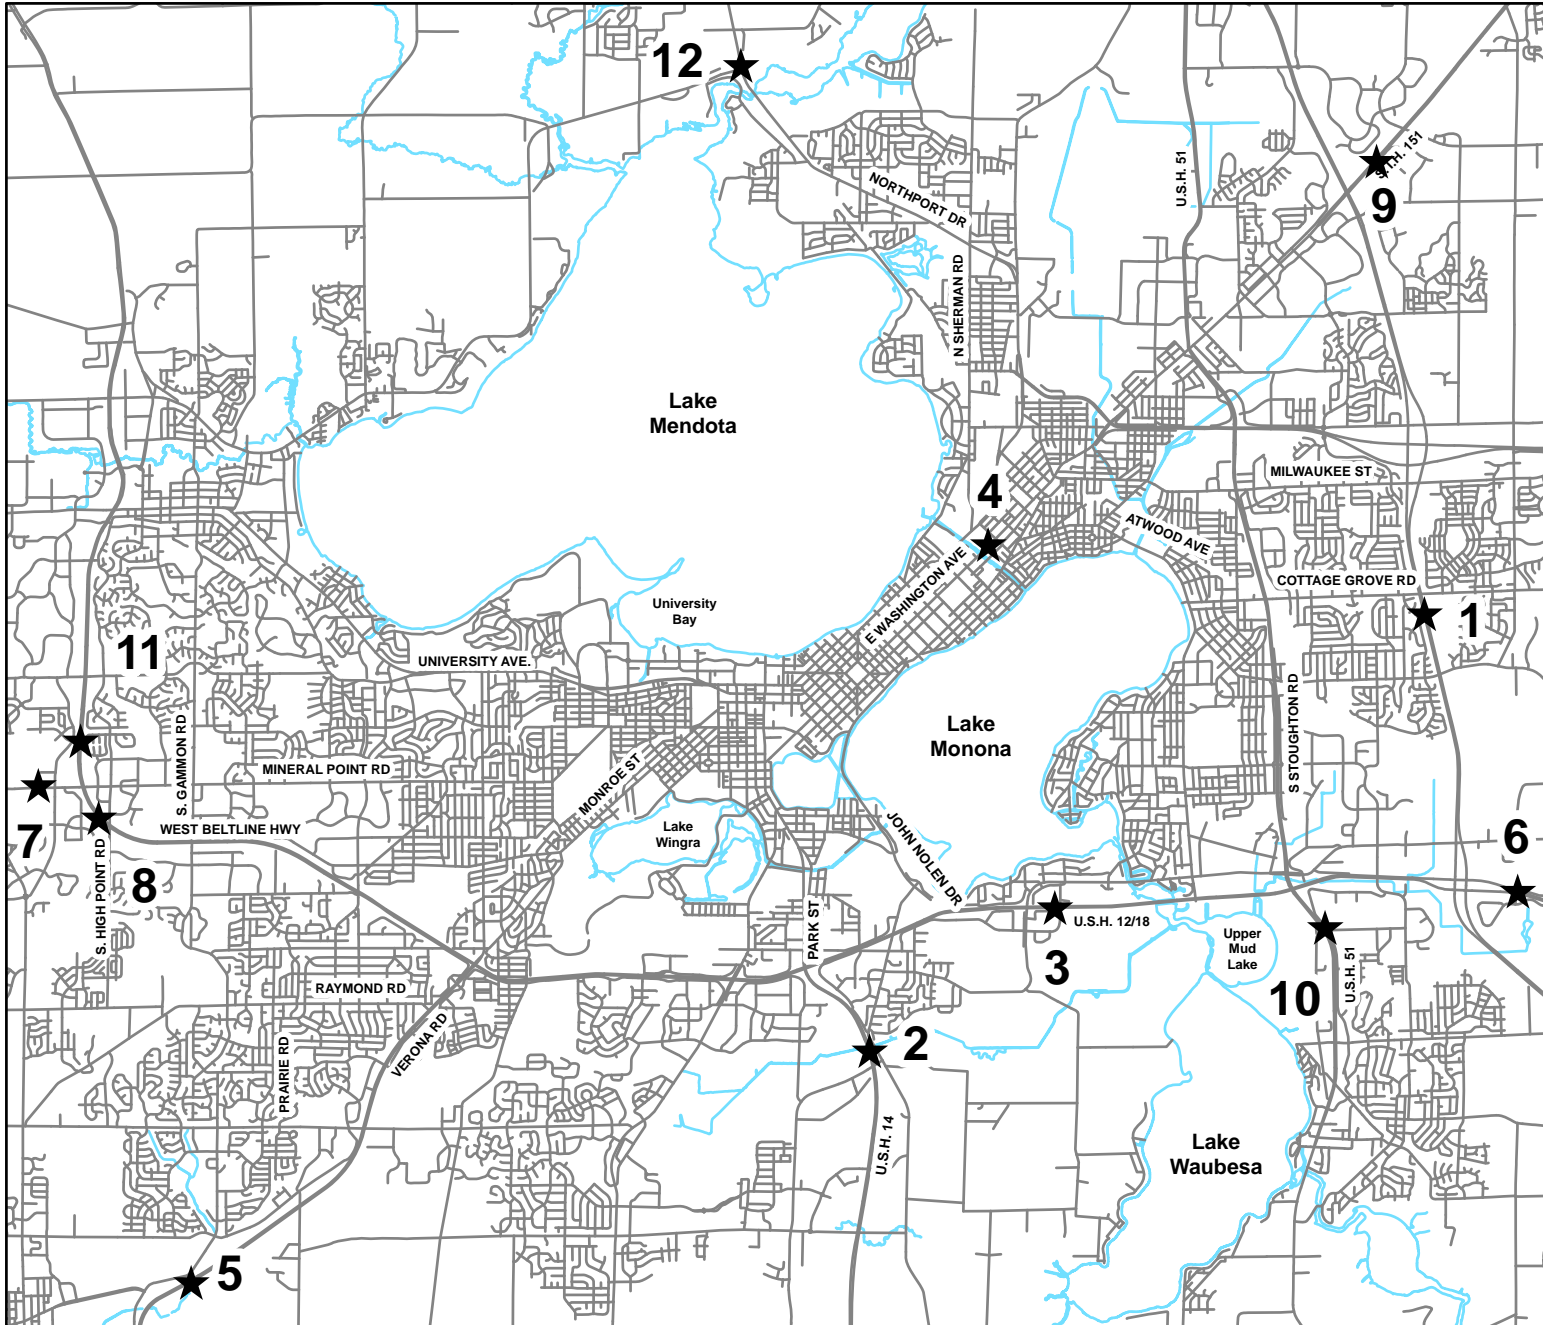 12
U.S.H. 51
S.T.H. 151
9
NORTHPORT DR
N SHERMAN RD
Lake
Mendota
MILWAUKEE ST
4
ATWOOD AVE
E WASHINGTON AVE
COTTAGE GROVE RD
University
Bay
1
11
UNIVERSITY AVE.
S. GAMMON RD
Lake
Monona
S STOUGHTON RD
MINERAL POINT RD
MONROE ST
7
WEST BELTLINE HWY
Lake
Wingra
JOHN NOLEN DR
6
S. HIGH POINT RD
8
PARK ST
U.S.H. 12/18
Upper
Mud
Lake
3
U.S.H. 51
10
RAYMOND RD
VERONA RD
2
PRAIRIE RD
U.S.H. 14
Lake
Waubesa
5